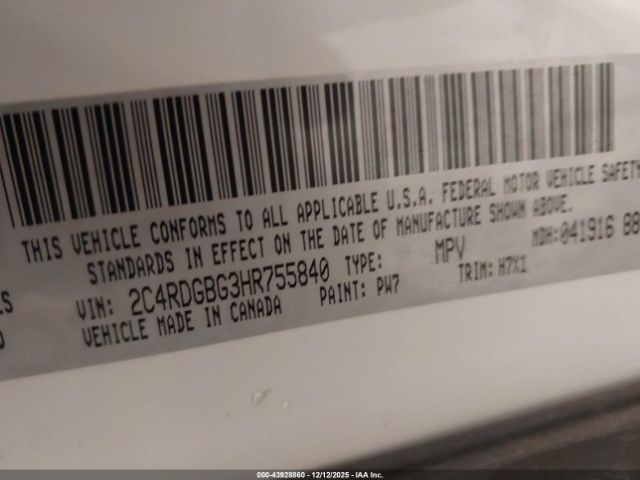 THIS VEHICLE CONFORMS TO ALL APPLICABLE U.S.A. FEDERAL MOTOR VEHICLE SAFETY
STANDARDS IN EFFECT ON THE DATE OF MANUFACTURE SHOWN ABOVE.
VIN: 2C4RDGBG3HR755840 TYPE: MPV MDH:041916 88
VEHICLE MADE IN CANADA PAINT: PW7 TRIM: H7X1
000-43928860 - 12/12/2025 - IAA Inc.